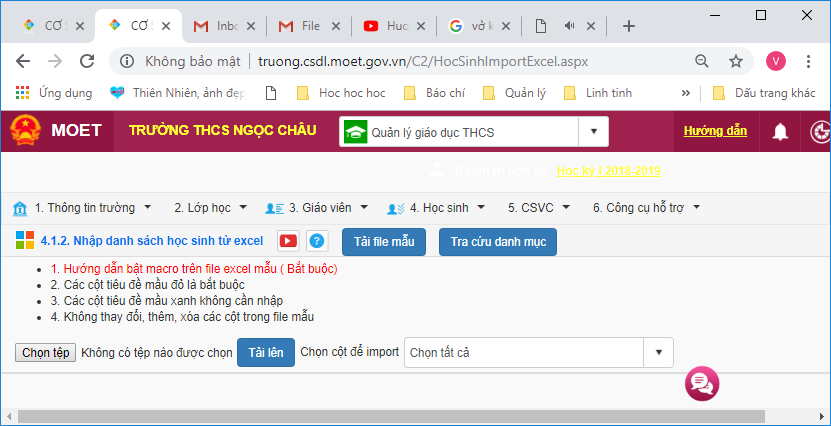 CƠ S
CƠ S
Inbo
File
Huc
vở k
Không bảo mật | truong.csdl.moet.gov.vn/C2/HocSinhImportExcel.aspx
V
Ứng dụng Thiên Nhiên, ảnh đẹp Hoc hoc hoc Báo chí Quản lý Linh tinh » Dấu trang khác
MOET TRƯỜNG THCS NGỌC CHÂU Quản lý giáo dục THCS Hướng dẫn
(Quản trị đơn vị) Học kỳ I 2018-2019
1. Thông tin trường 2. Lớp học 3. Giáo viên 4. Học sinh 5. CSVC 6. Công cụ hỗ trợ
4.1.2. Nhập danh sách học sinh từ excel ? Tải file mẫu Tra cứu danh mục
1. Hướng dẫn bật macro trên file excel mẫu ( Bắt buộc)
2. Các cột tiêu đề mầu đỏ là bắt buộc
3. Các cột tiêu đề mầu xanh không cần nhập
4. Không thay đổi, thêm, xóa các cột trong file mẫu
Chọn tệp Không có tệp nào được chọn Tải lên Chọn cột để import Chọn tất cả